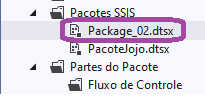 Pacotes SSIS
Package_02.dtsx
PacoteJojo.dtsx
Partes do Pacote
Fluxo de Controle